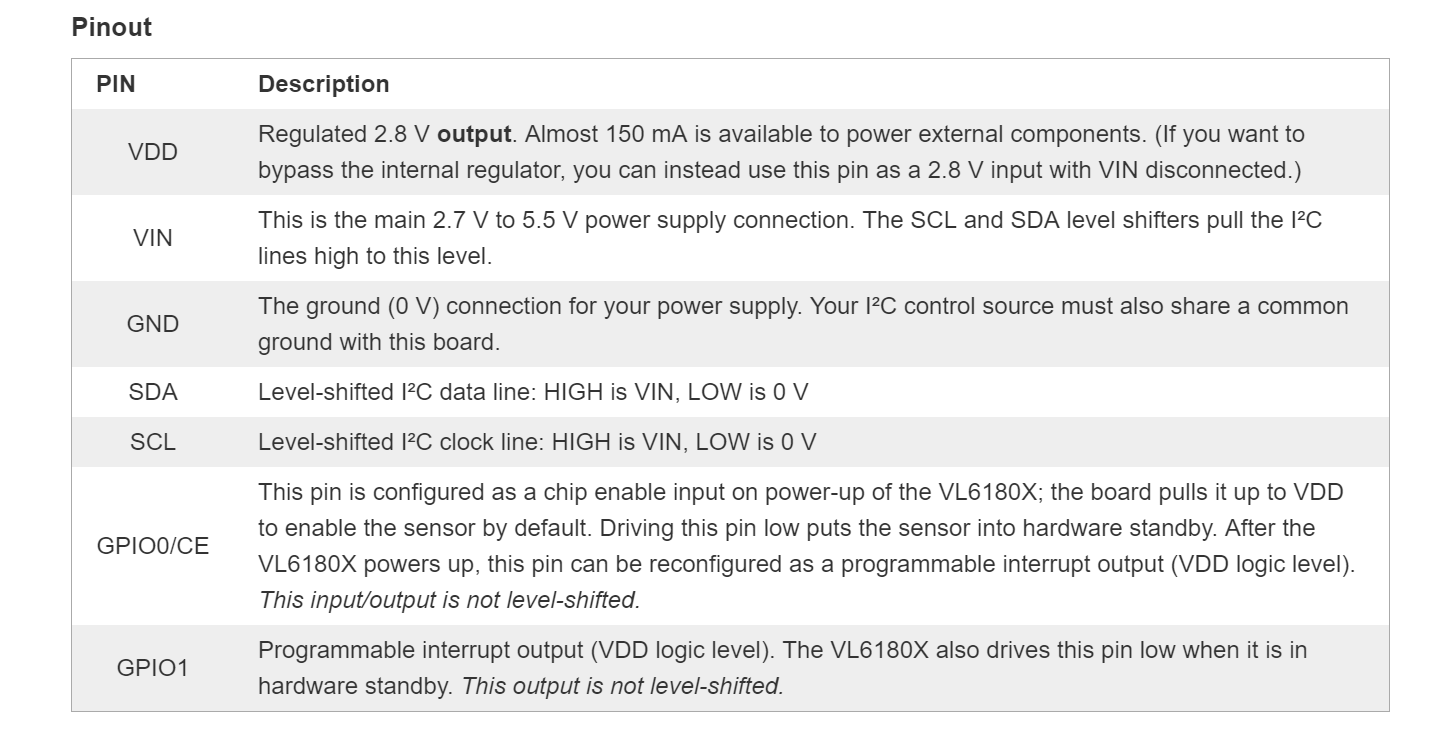 Pinout
PIN Description
VDD
Regulated 2.8 V output. Almost 150 mA is available to power external components. (If you want to
bypass the internal regulator, you can instead use this pin as a 2.8 V input with VIN disconnected.)
VIN
This is the main 2.7 V to 5.5 V power supply connection. The SCL and SDA level shifters pull the I²C
lines high to this level.
GND
The ground (0 V) connection for your power supply. Your I²C control source must also share a common
ground with this board.
SDA Level-shifted I²C data line: HIGH is VIN, LOW is 0 V
SCL Level-shifted I²C clock line: HIGH is VIN, LOW is 0 V
GPIO0/CE
This pin is configured as a chip enable input on power-up of the VL6180X; the board pulls it up to VDD
to enable the sensor by default. Driving this pin low puts the sensor into hardware standby. After the
VL6180X powers up, this pin can be reconfigured as a programmable interrupt output (VDD logic level).
This input/output is not level-shifted.
GPIO1
Programmable interrupt output (VDD logic level). The VL6180X also drives this pin low when it is in
hardware standby. This output is not level-shifted.